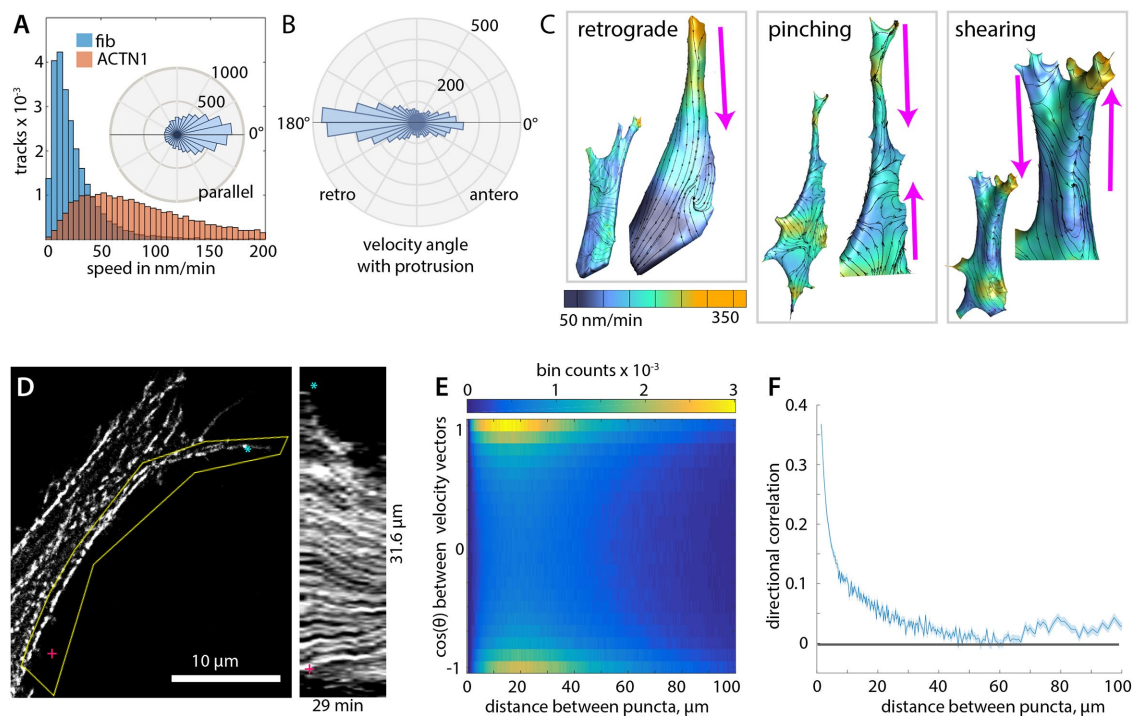 A
fib
ACTN1
tracks x 10-3
4
3
2
1
1000
500
0°
parallel
0 50 100 150 200
speed in nm/min
B
500
200
180°
0°
retro
antero
velocity angle
with protrusion
C
retrograde
pinching
shearing
50 nm/min
350
D
*
*
+
+
10 µm
31.6 µm
29 min
E
bin counts x 10-3
0 1 2 3
cos(θ) between velocity vectors
1
0
-1
0 20 40 60 80 100
distance between puncta, µm
F
directional correlation
0.4
0.3
0.2
0.1
0
0 20 40 60 80 100
distance between puncta, µm